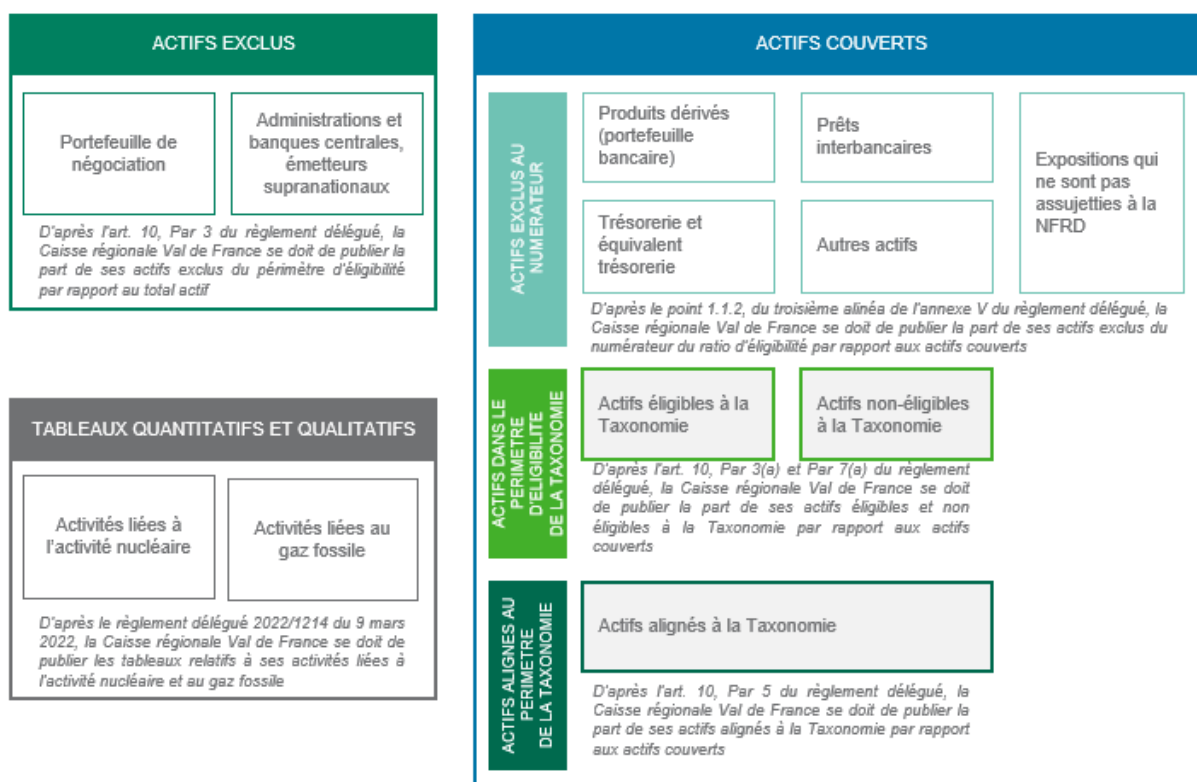 ACTIFS EXCLUS
Portefeuille de
négociation
Administrations et
banques centrales,
émetteurs
supranationaux
D'après l'art. 10, Par 3 du règlement délégué, la
Caisse régionale Val de France se doit de publier la
part de ses actifs exclus du périmètre d'éligibilité
par rapport au total actif
TABLEAUX QUANTITATIFS ET QUALITATIFS
Activités liées à
l'activité nucléaire
Activités liées au
gaz fossile
D'après le règlement délégué 2022/1214 du 9 mars
2022, la Caisse régionale Val de France se doit de
publier les tableaux relatifs à ses activités liées à
l'activité nucléaire et au gaz fossile
ACTIFS COUVERTS
ACTIFS EXCLUS AU
NUMERATEUR
Produits dérivés
(portefeuille
bancaire)
Prêts
interbancaires
Expositions qui
ne sont pas
assujetties à la
NFRD
Trésorerie et
équivalent
trésorerie
Autres actifs
D'après le point 1.1.2, du troisième alinéa de l'annexe V du règlement délégué, la
Caisse régionale Val de France se doit de publier la part de ses actifs exclus du
numérateur du ratio d'éligibilité par rapport aux actifs couverts
ACTIFS DANS LE
PERIMETRE
D'ELIGIBILITE
DE LA TAXONOMIE
Actifs éligibles à la
Taxonomie
Actifs non-éligibles
à la Taxonomie
D'après l'art. 10, Par 3(a) et Par 7(a) du règlement
délégué, la Caisse régionale Val de France se doit
de publier la part de ses actifs éligibles et non
éligibles à la Taxonomie par rapport aux actifs
couverts
ACTIFS ALIGNES AU
PERIMETRE
DE LA TAXONOMIE
Actifs alignés à la Taxonomie
D'après l'art. 10, Par 5 du règlement délégué, la
Caisse régionale Val de France se doit de publier la
part de ses actifs alignés à la Taxonomie par rapport
aux actifs couverts